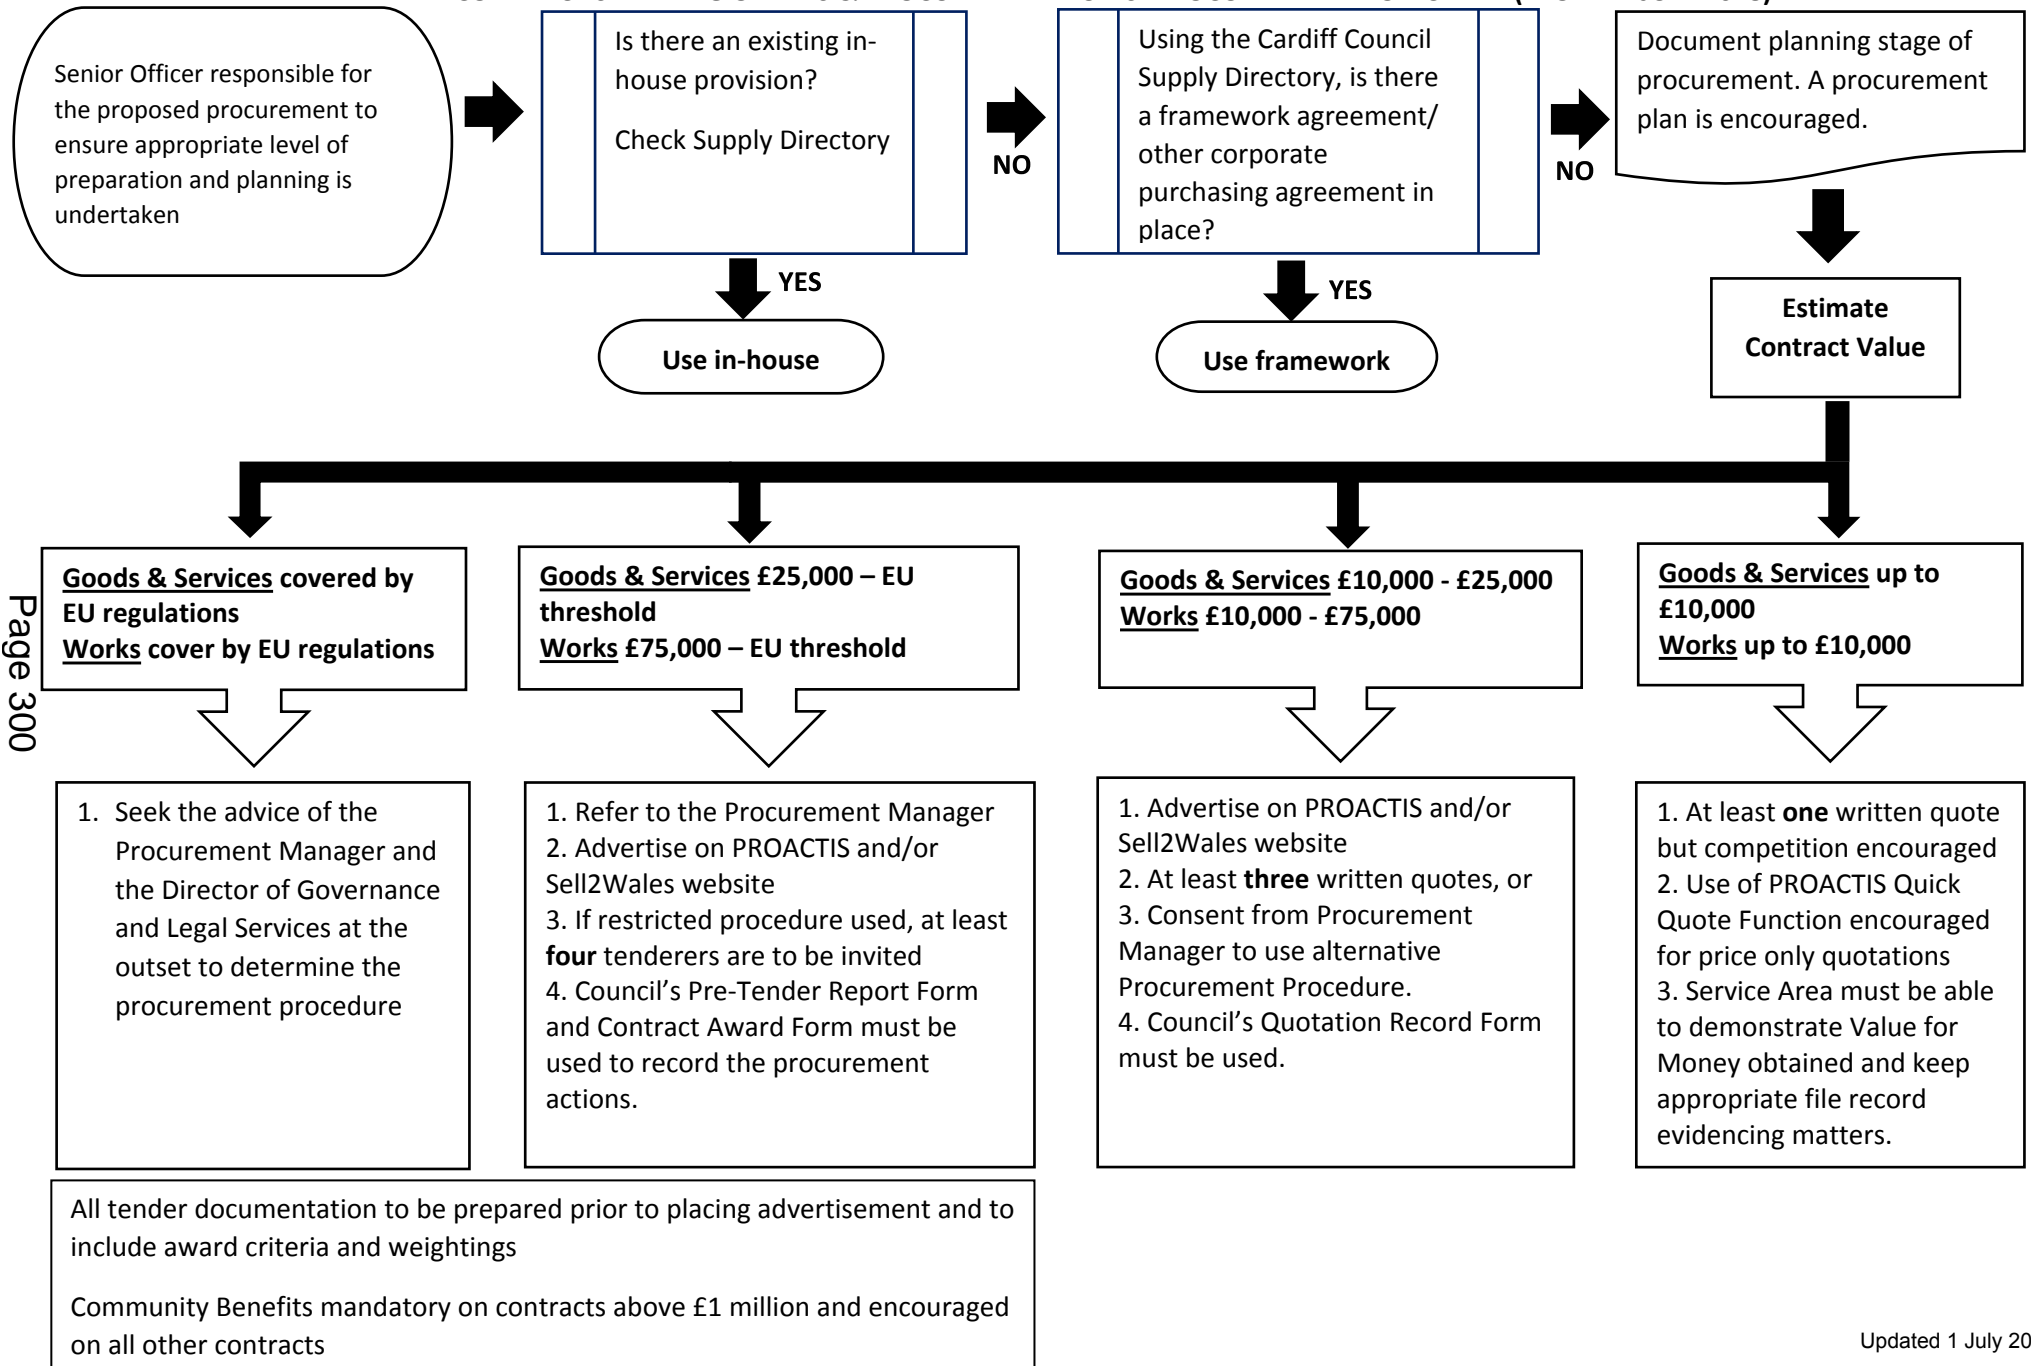 Senior Officer responsible for
the proposed procurement to
ensure appropriate level of
preparation and planning is
undertaken
Is there an existing in-
house provision?
Check Supply Directory
NO
Using the Cardiff Council
Supply Directory, is there
a framework agreement/
other corporate
purchasing agreement in
place?
NO
Document planning stage of
procurement. A procurement
plan is encouraged.
YES
Use in-house
YES
Use framework
Estimate
Contract Value
Goods & Services covered by
EU regulations
Works cover by EU regulations
Goods & Services £25,000 – EU
threshold
Works £75,000 – EU threshold
Goods & Services £10,000 - £25,000
Works £10,000 - £75,000
Goods & Services up to
£10,000
Works up to £10,000
Page 300
1. Seek the advice of the
Procurement Manager and
the Director of Governance
and Legal Services at the
outset to determine the
procurement procedure
1. Refer to the Procurement Manager
2. Advertise on PROACTIS and/or
Sell2Wales website
3. If restricted procedure used, at least
four tenderers are to be invited
4. Council’s Pre-Tender Report Form
and Contract Award Form must be
used to record the procurement
actions.
1. Advertise on PROACTIS and/or
Sell2Wales website
2. At least three written quotes, or
3. Consent from Procurement
Manager to use alternative
Procurement Procedure.
4. Council’s Quotation Record Form
must be used.
1. At least one written quote
but competition encouraged
2. Use of PROACTIS Quick
Quote Function encouraged
for price only quotations
3. Service Area must be able
to demonstrate Value for
Money obtained and keep
appropriate file record
evidencing matters.
All tender documentation to be prepared prior to placing advertisement and to
include award criteria and weightings
Community Benefits mandatory on contracts above £1 million and encouraged
on all other contracts
Updated 1 July 20